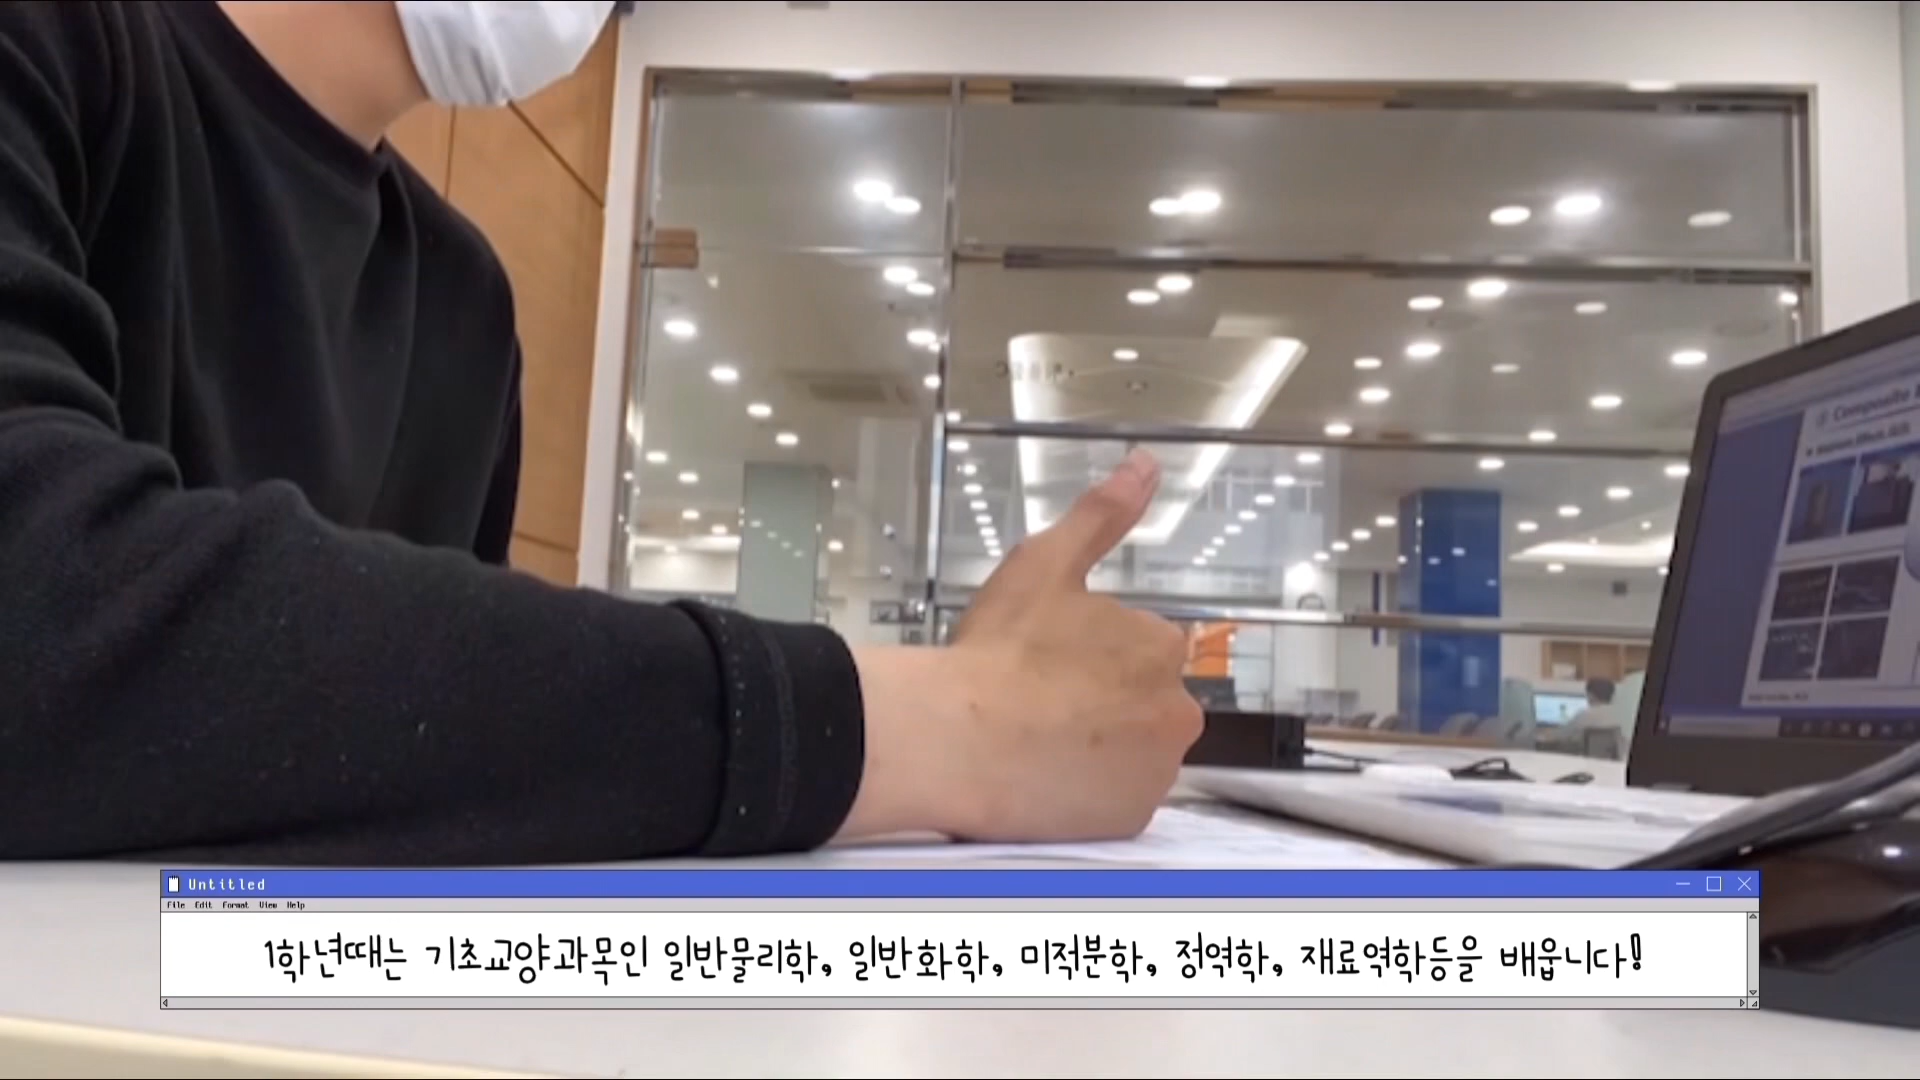 Composite
Untitled
File Edit Format View Help
1학년때는 기초교양과목인 일반물리학, 일반화학, 미적분학, 정역학, 재료역학등을 배웁니다!